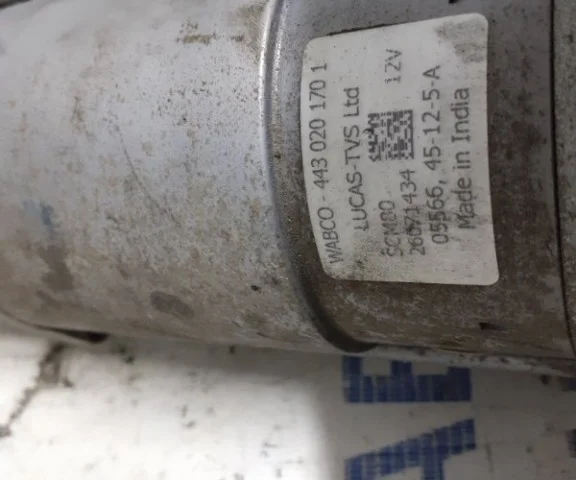 WABCO - 443 020 170 1
LUCAS-TVS Ltd
SCM80 12V
26071434
05566, 45-12-5-A
Made in India